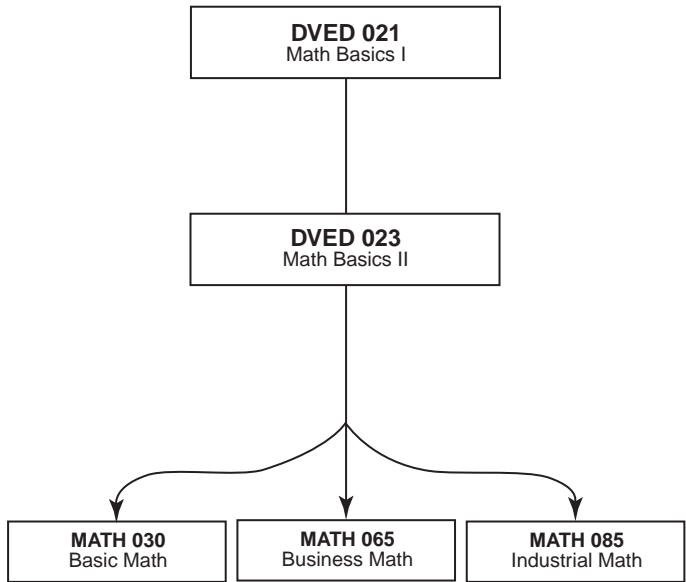 DVED 021
Math Basics I
DVED 023
Math Basics II
MATH 030
Basic Math
MATH 065
Business Math
MATH 085
Industrial Math